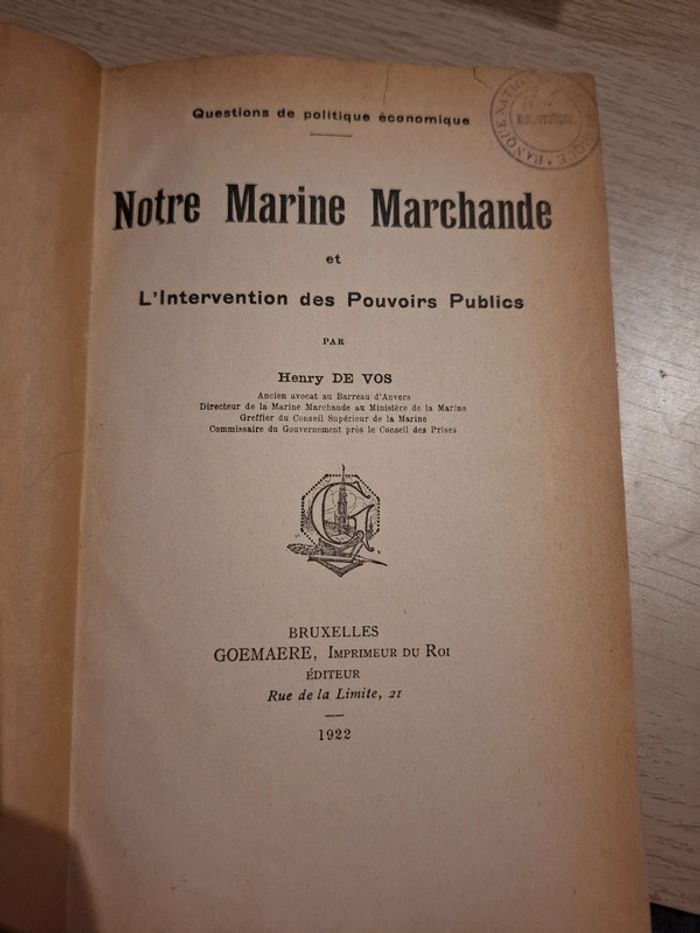 Questions de politique économique
BANQUE NATIONALE
BELGIQUE
Notre Marine Marchande
et
L'Intervention des Pouvoirs Publics
PAR
Henry DE VOS
Ancien avocat au Barreau d'Anvers
Directeur de la Marine Marchande au Ministère de la Marine
Greffier du Conseil Supérieur de la Marine
Commissaire du Gouvernement près le Conseil des Prises
G
BRUXELLES
GOEMAERE, IMPRIMEUR DU ROI
ÉDITEUR
Rue de la Limite, 21
1922